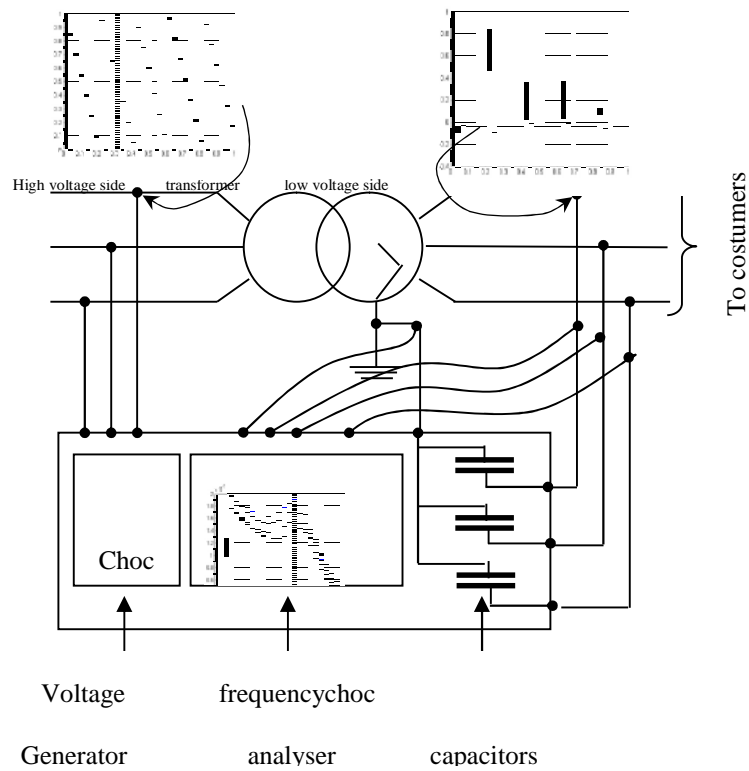 High voltage side transformer low voltage side
To costumers
Choc
Voltage frequencychoc
Generator analyser capacitors